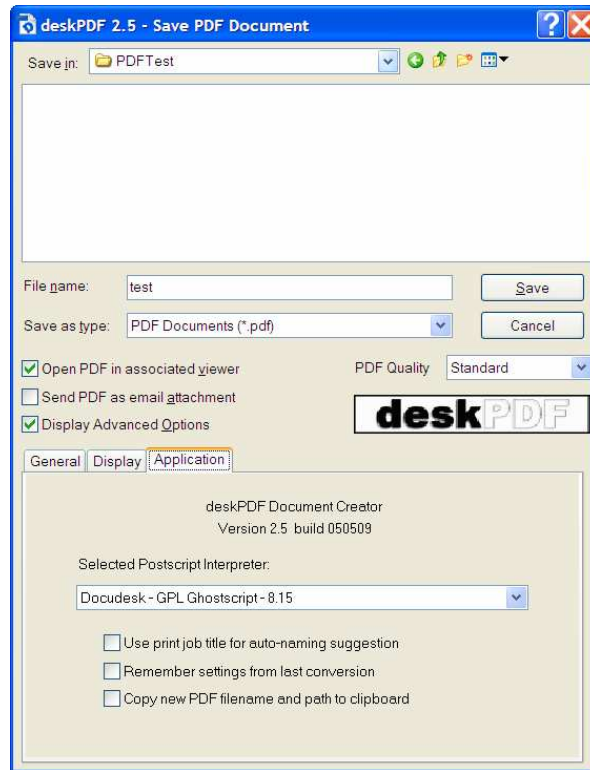 deskPDF 2.5 - Save PDF Document
Save in: PDFTest
File name: test Save
Save as type: PDF Documents (*.pdf) Cancel
Open PDF in associated viewer PDF Quality Standard
Send PDF as email attachment
deskPDF
Display Advanced Options
General Display Application
deskPDF Document Creator
Version 2.5 build 050509
Selected Postscript Interpreter:
Docudesk - GPL Ghostscript - 8.15
Use print job title for auto-naming suggestion
Remember settings from last conversion
Copy new PDF filename and path to clipboard